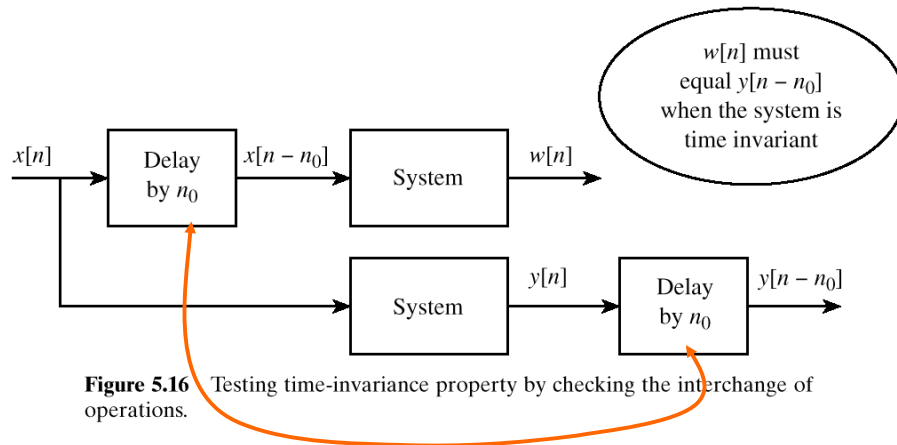 w[n] must
equal y[n − n₀]
when the system is
time invariant
x[n]
Delay
by n₀
x[n − n₀]
System
w[n]
System
y[n]
Delay
by n₀
y[n − n₀]
Figure 5.16 Testing time-invariance property by checking the interchange of
operations.